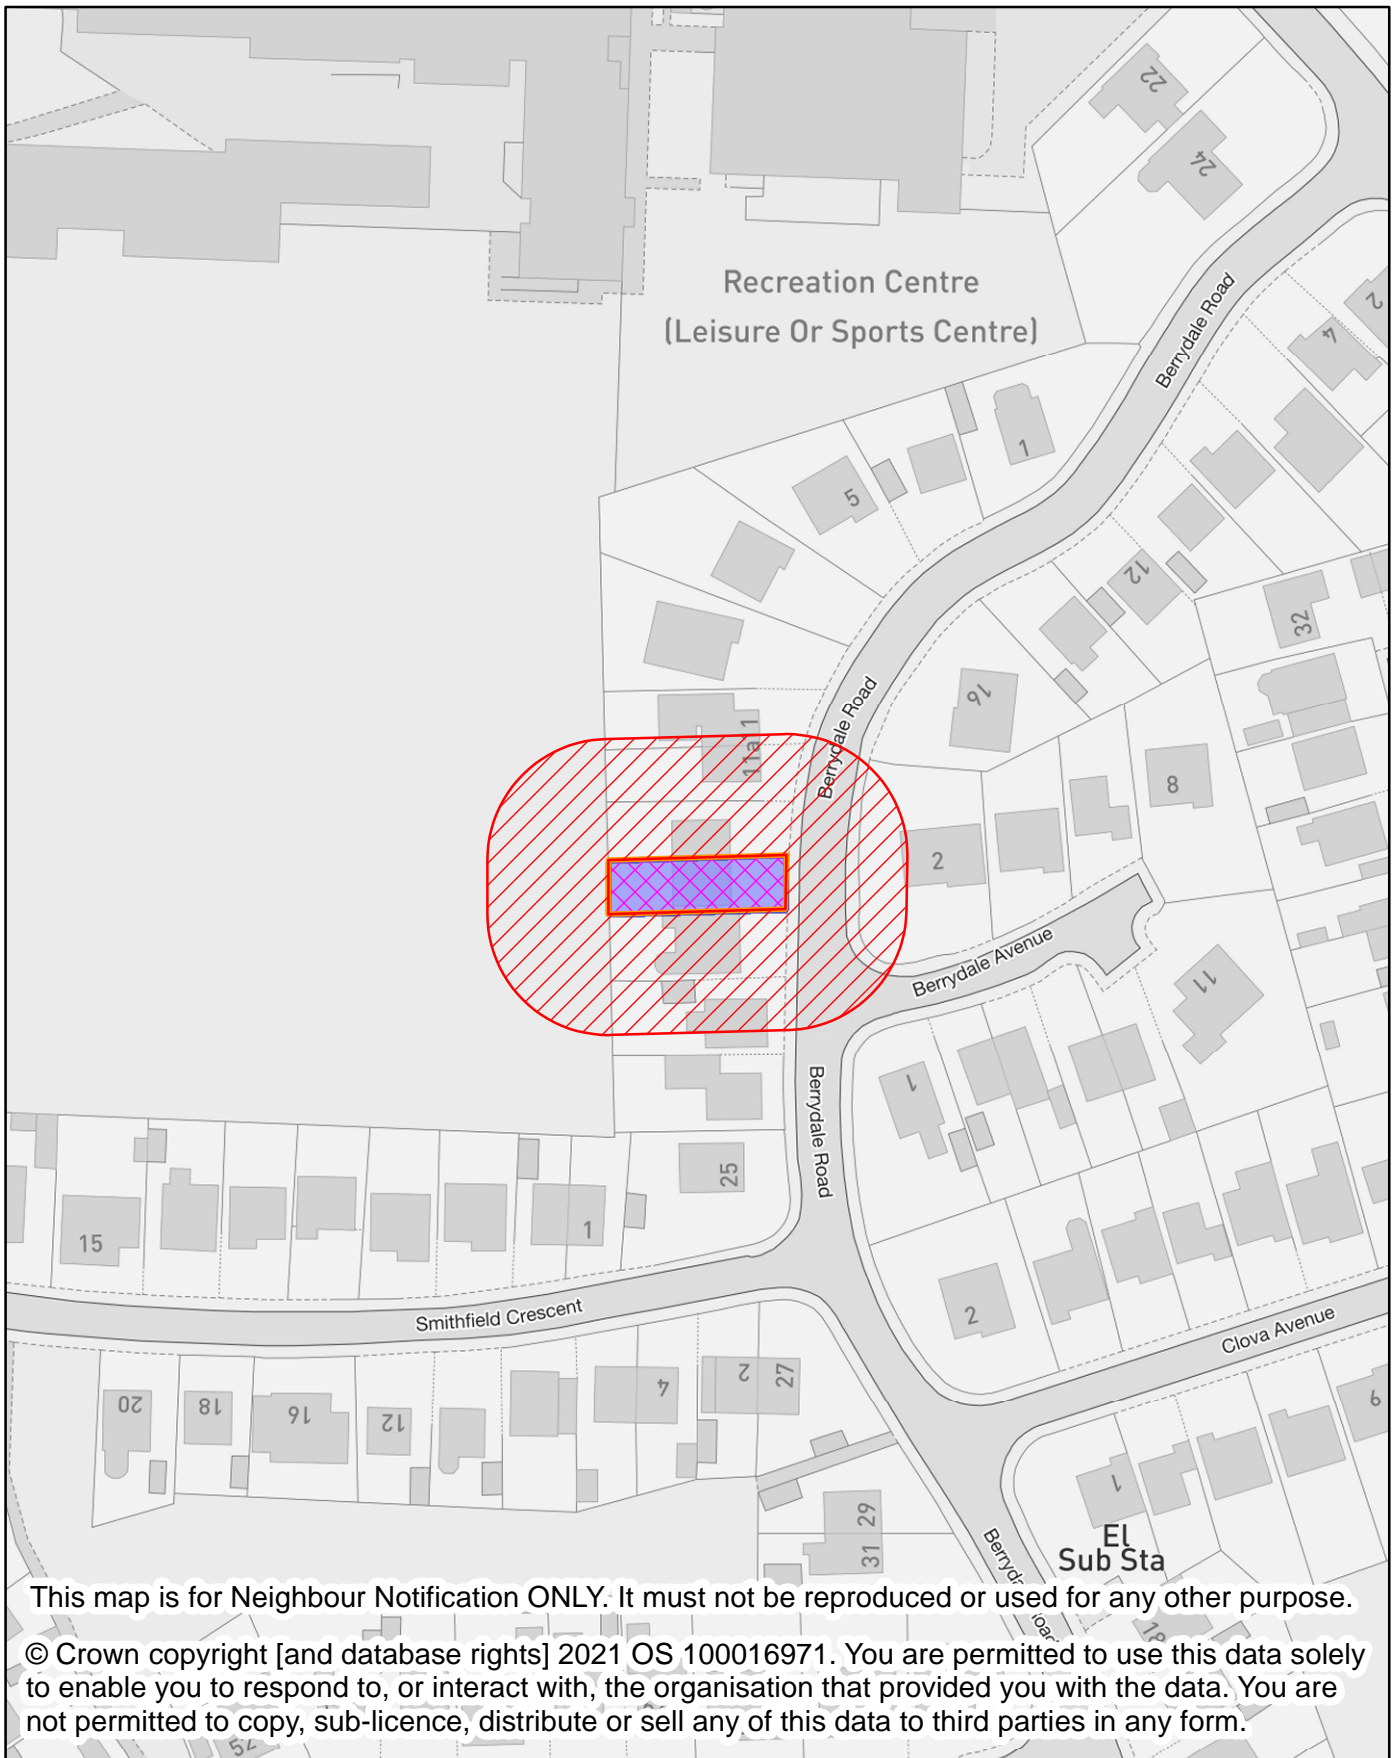 22
24
Recreation Centre
(Leisure Or Sports Centre)
Berrydale Road
2
4
1
5
12
32
16
Berrydale Road
11a 1
8
2
Berrydale Avenue
11
1
Berrydale Road
25
15
1
2
Smithfield Crescent
Clova Avenue
20
18
16
12
4
2
27
9
1
29
31
El
Sub Sta
This map is for Neighbour Notification ONLY. It must not be reproduced or used for any other purpose.
© Crown copyright [and database rights] 2021 OS 100016971. You are permitted to use this data solely
to enable you to respond to, or interact with, the organisation that provided you with the data. You are
not permitted to copy, sub-licence, distribute or sell any of this data to third parties in any form.
52